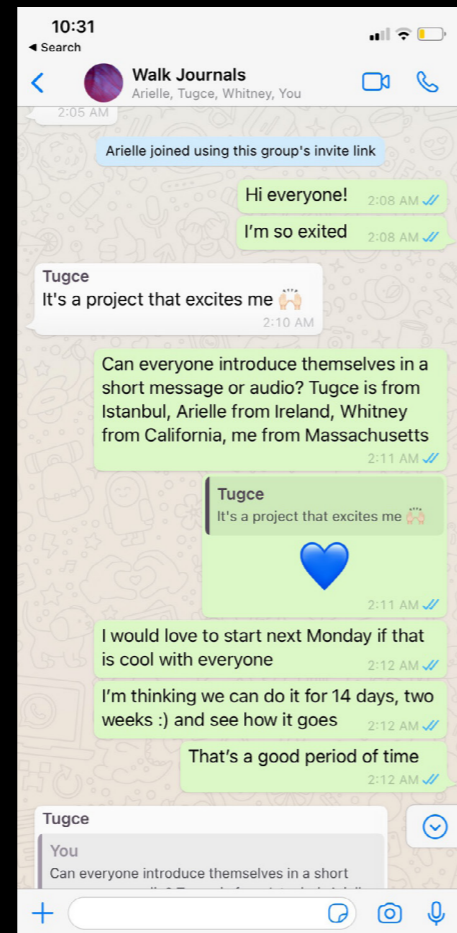 10:31
Search
Walk Journals
Arielle, Tugce, Whitney, You
2:05 AM
Arielle joined using this group's invite link
Hi everyone! 2:08 AM
I'm so exited 2:08 AM
Tugce
It's a project that excites me 🙌🏻
2:10 AM
Can everyone introduce themselves in a
short message or audio? Tugce is from
Istanbul, Arielle from Ireland, Whitney
from California, me from Massachusetts
2:11 AM
Tugce
It's a project that excites me 🙌🏻
💙
2:11 AM
I would love to start next Monday if that
is cool with everyone 2:12 AM
I'm thinking we can do it for 14 days, two
weeks :) and see how it goes 2:12 AM
That's a good period of time
2:12 AM
Tugce
You
Can everyone introduce themselves in a short